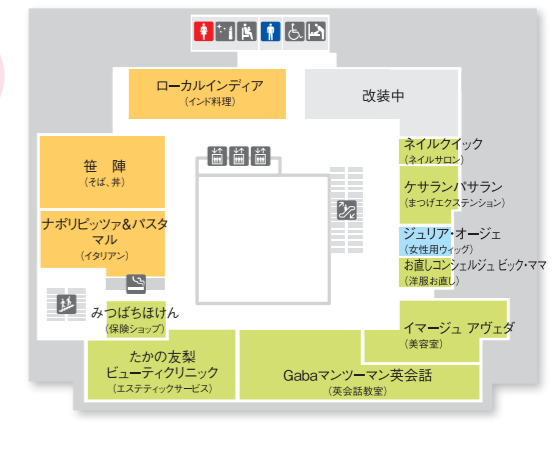 ローカルインディア
（インド料理）
改装中
ネイルクイック
（ネイルサロン）
笹 陣
（そば、丼）
ケサランパサラン
（まつげエクステンション）
ナポリピッツァ&パスタ
マル
（イタリアン）
ジュリア・オージェ
（女性用ウィッグ）
お直しコンシェルジュ ビック・ママ
（洋服お直し）
みつばちほけん
（保険ショップ）
イマージュ アヴェダ
（美容室）
たかの友梨
ビューティクリニック
（エステティックサービス）
Gabaマンツーマン英会話
（英会話教室）